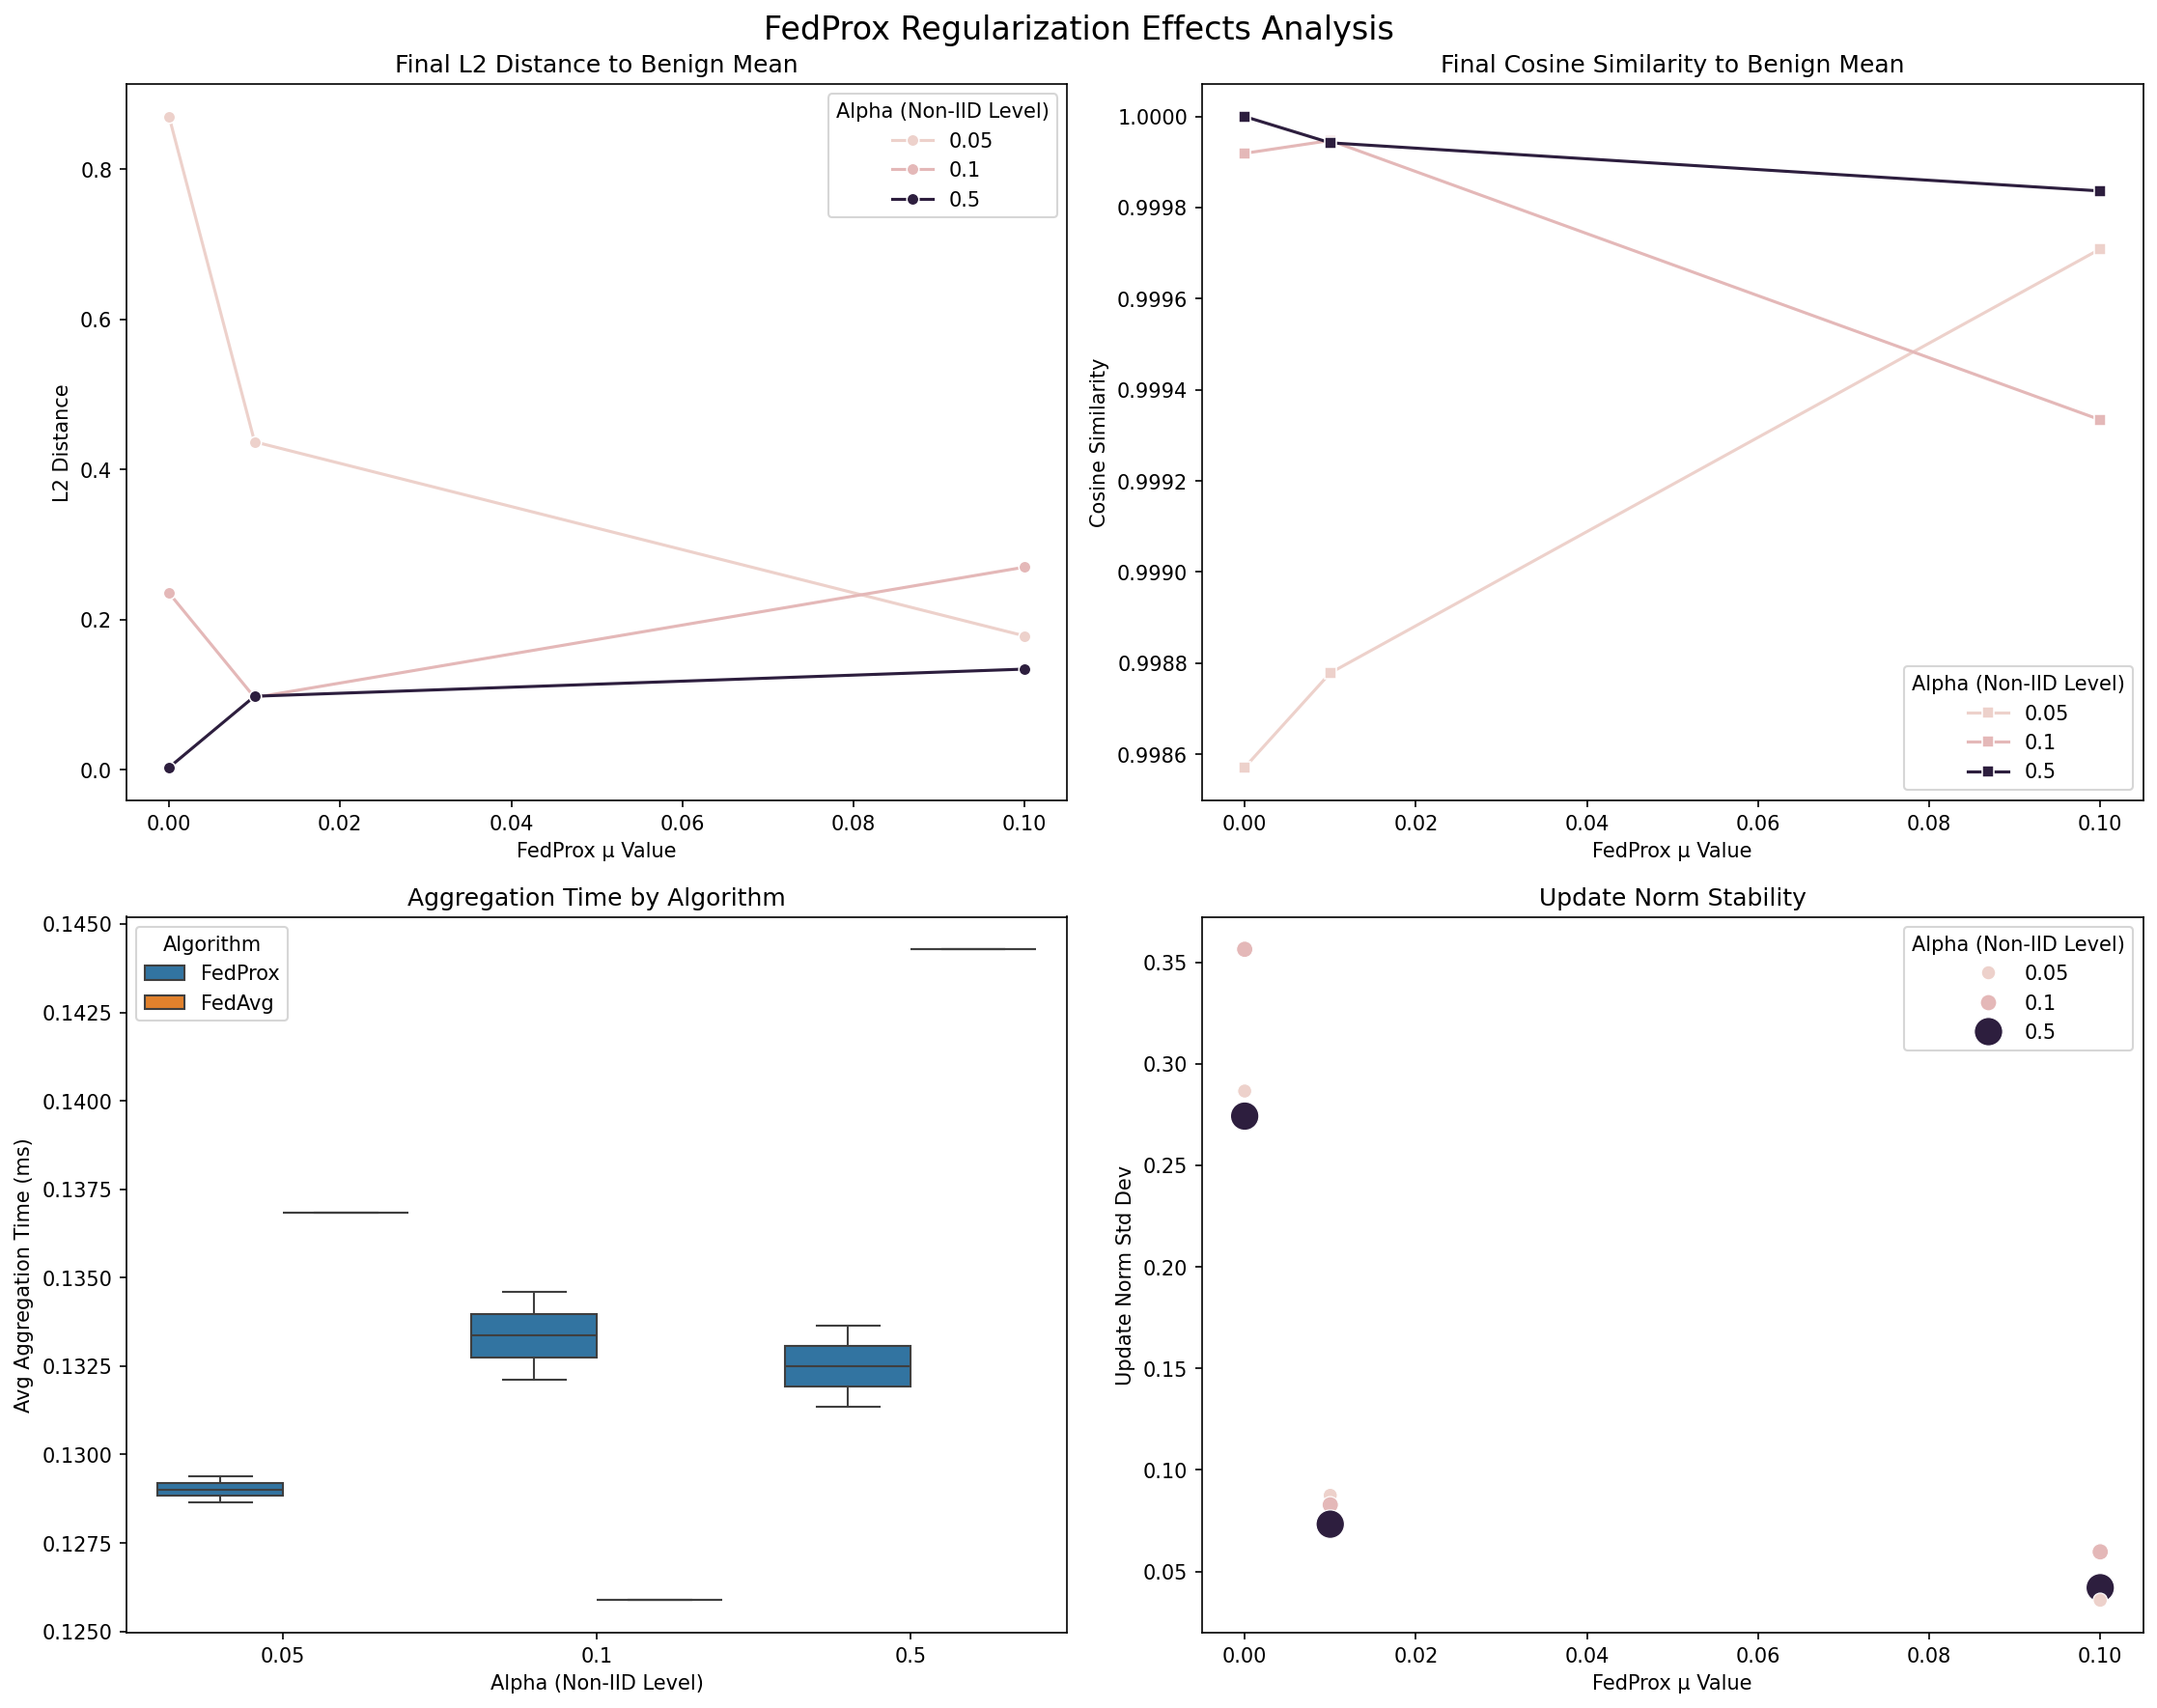 FedProx Regularization Effects Analysis
Final L2 Distance to Benign Mean
L2 Distance
0.8
0.6
0.4
0.2
0.0
Alpha (Non-IID Level)
0.05
0.1
0.5
0.00 0.02 0.04 0.06 0.08 0.10
FedProx μ Value
Final Cosine Similarity to Benign Mean
Cosine Similarity
1.0000
0.9998
0.9996
0.9994
0.9992
0.9990
0.9988
0.9986
Alpha (Non-IID Level)
0.05
0.1
0.5
0.00 0.02 0.04 0.06 0.08 0.10
FedProx μ Value
Aggregation Time by Algorithm
Avg Aggregation Time (ms)
0.1450
0.1425
0.1400
0.1375
0.1350
0.1325
0.1300
0.1275
0.1250
Algorithm
FedProx
FedAvg
0.05 0.1 0.5
Alpha (Non-IID Level)
Update Norm Stability
Update Norm Std Dev
0.35
0.30
0.25
0.20
0.15
0.10
0.05
Alpha (Non-IID Level)
0.05
0.1
0.5
0.00 0.02 0.04 0.06 0.08 0.10
FedProx μ Value